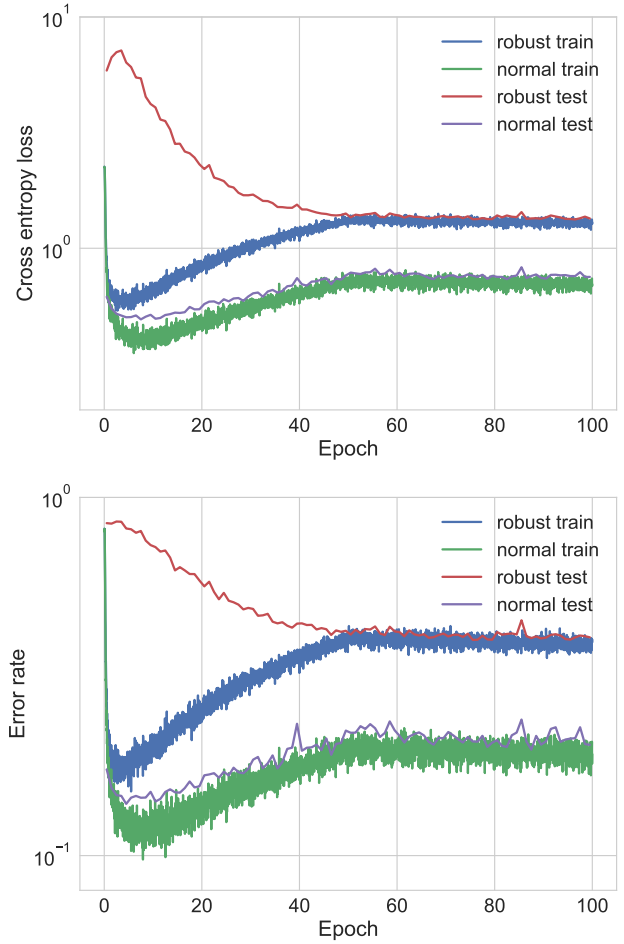 10^1
robust train
normal train
robust test
normal test
Cross entropy loss
10^0
0 20 40 60 80 100
Epoch
10^0
robust train
normal train
robust test
normal test
Error rate
10^−1
0 20 40 60 80 100
Epoch